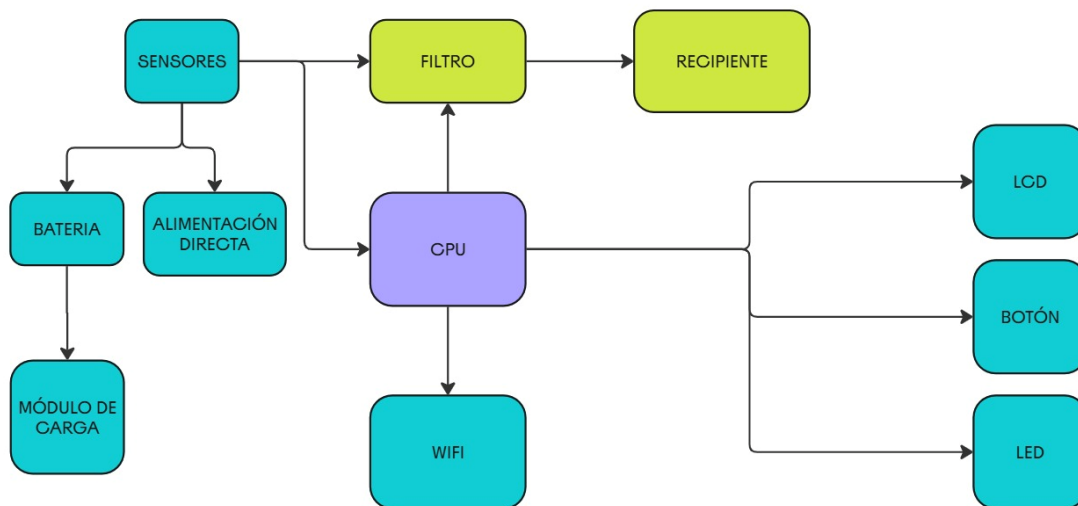 SENSORES
FILTRO
RECIPIENTE
LCD
BATERIA
ALIMENTACIÓN
DIRECTA
CPU
BOTÓN
MÓDULO DE
CARGA
WIFI
LED